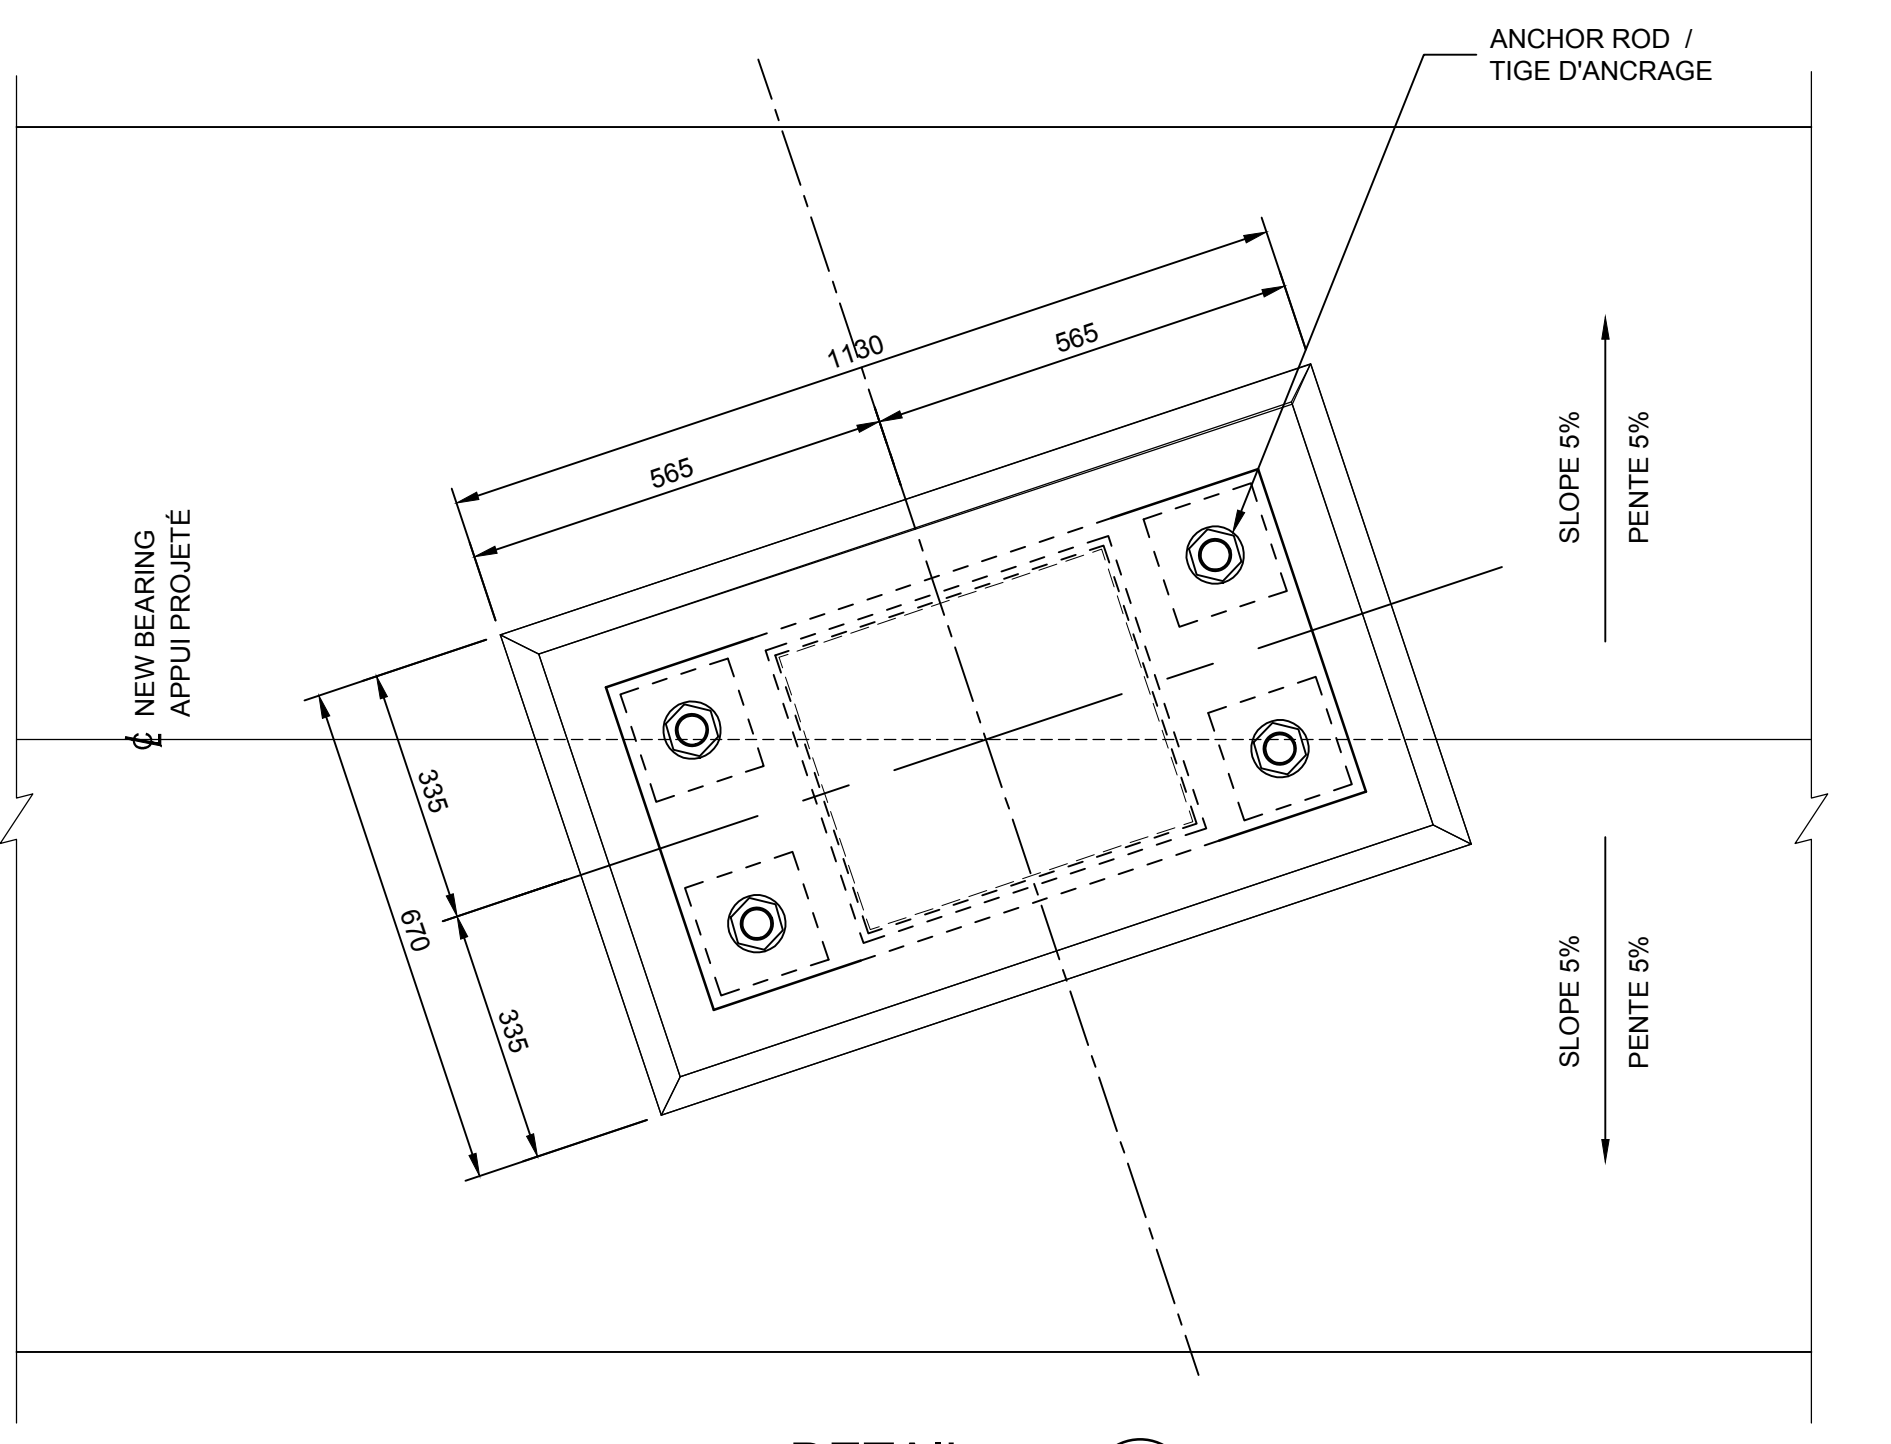 ANCHOR ROD /
TIGE D'ANCRAGE
1130
565
565
SLOPE 5%
PENTE 5%
℄ NEW BEARING
APPUI PROJETÉ
335
670
335
SLOPE 5%
PENTE 5%